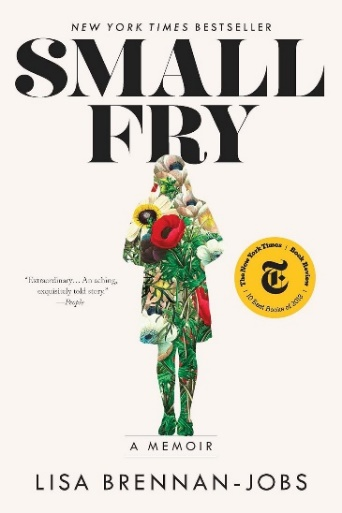 NEW YORK TIMES BESTSELLER
SMALL
FRY
"Extraordinary... An aching,
exquisitely told story."
—People
The New York Times | Book Review
T
10 Best Books of 2018
A MEMOIR
LISA BRENNAN-JOBS